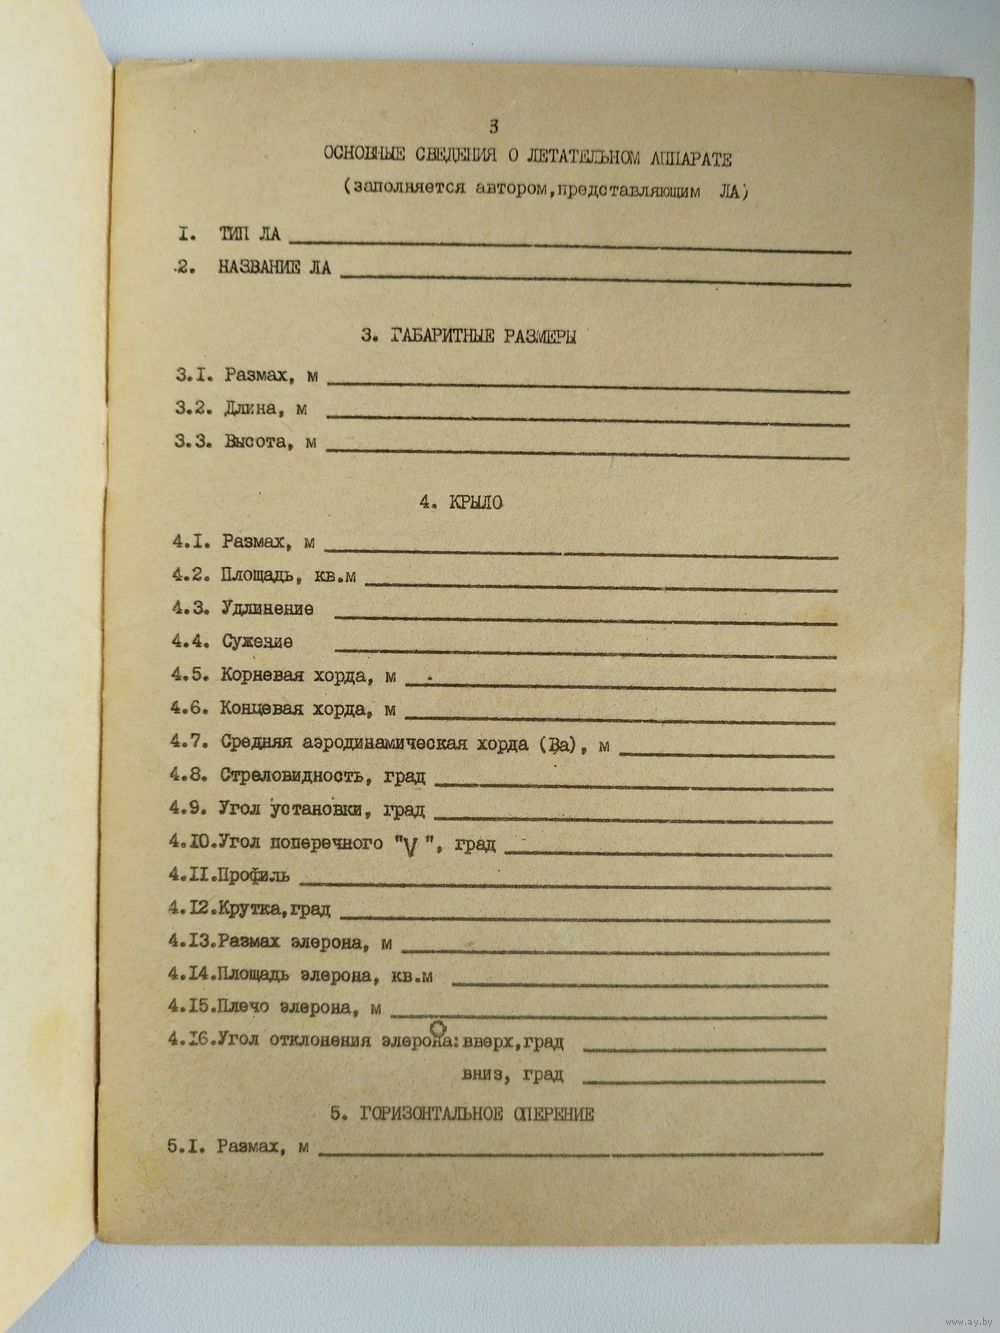 3
ОСНОВНЫЕ СВЕДЕНИЯ О ЛЕТАТЕЛЬНОМ АППАРАТЕ
(заполняется автором,представляющим ЛА)
I. ТИП ЛА
2. НАЗВАНИЕ ЛА
3. ГАБАРИТНЫЕ РАЗМЕРЫ
3.I. Размах, м
3.2. Длина, м
3.3. Высота, м
4. КРЫЛО
4.I. Размах, м
4.2. Площадь, кв.м
4.3. Удлинение
4.4. Сужение
4.5. Корневая хорда, м
4.6. Концевая хорда, м
4.7. Средняя аэродинамическая хорда (Ва), м
4.8. Стреловидность, град
4.9. Угол установки, град
4.IO.Угол поперечного "V", град
4.II.Профиль
4.I2.Крутка,град
4.I3.Размах элерона, м
4.I4.Площадь элерона, кв.м
4.I5.Плечо элерона, м
4.I6.Угол отклонения элерона:вверх,град
вниз, град
5. ГОРИЗОНТАЛЬНОЕ ОПЕРЕНИЕ
5.I. Размах, м
www.ay.by